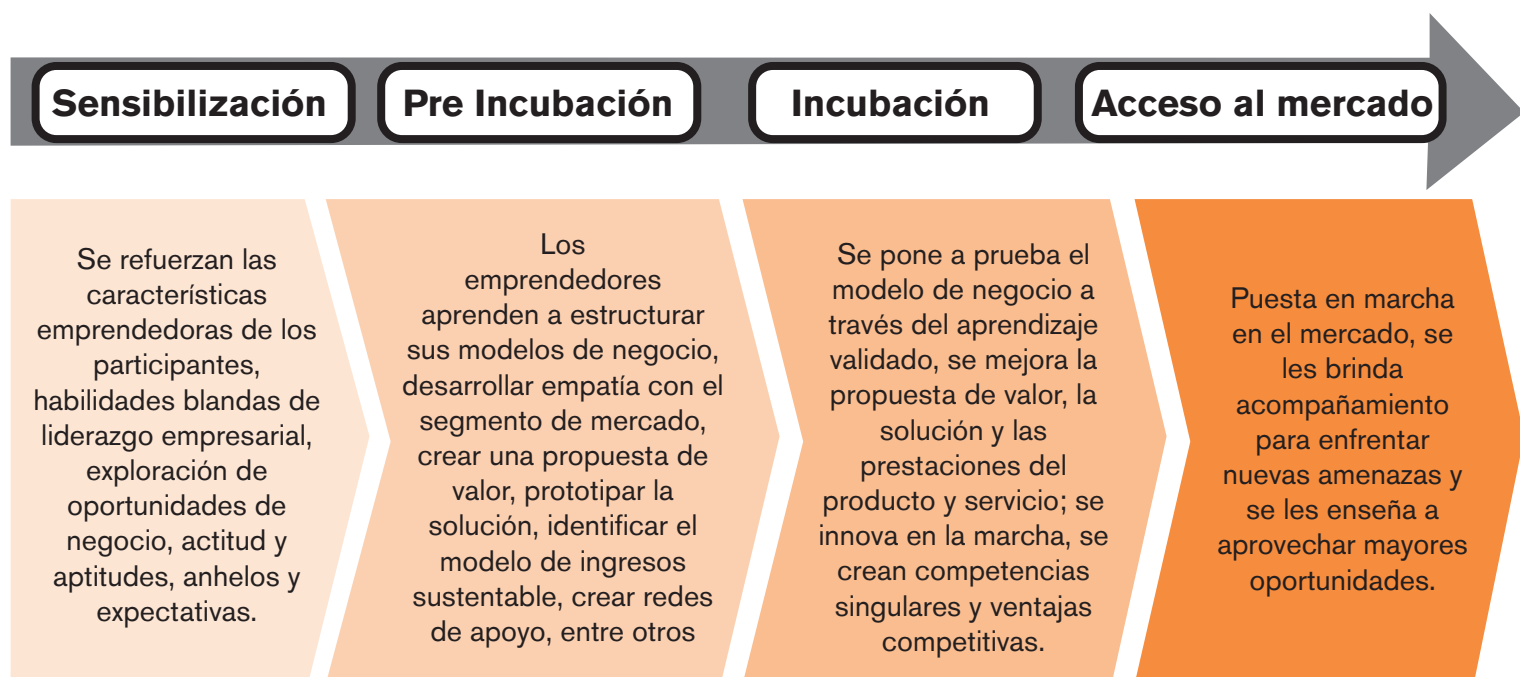 Sensibilización
Pre Incubación
Incubación
Acceso al mercado
Se refuerzan las
características
emprendedoras de los
participantes,
habilidades blandas de
liderazgo empresarial,
exploración de
oportunidades de
negocio, actitud y
aptitudes, anhelos y
expectativas.
Los
emprendedores
aprenden a estructurar
sus modelos de negocio,
desarrollar empatía con el
segmento de mercado,
crear una propuesta de
valor, prototipar la
solución, identificar el
modelo de ingresos
sustentable, crear redes
de apoyo, entre otros
Se pone a prueba el
modelo de negocio a
través del aprendizaje
validado, se mejora la
propuesta de valor, la
solución y las
prestaciones del
producto y servicio; se
innova en la marcha, se
crean competencias
singulares y ventajas
competitivas.
Puesta en marcha
en el mercado, se
les brinda
acompañamiento
para enfrentar
nuevas amenazas y
se les enseña a
aprovechar mayores
oportunidades.